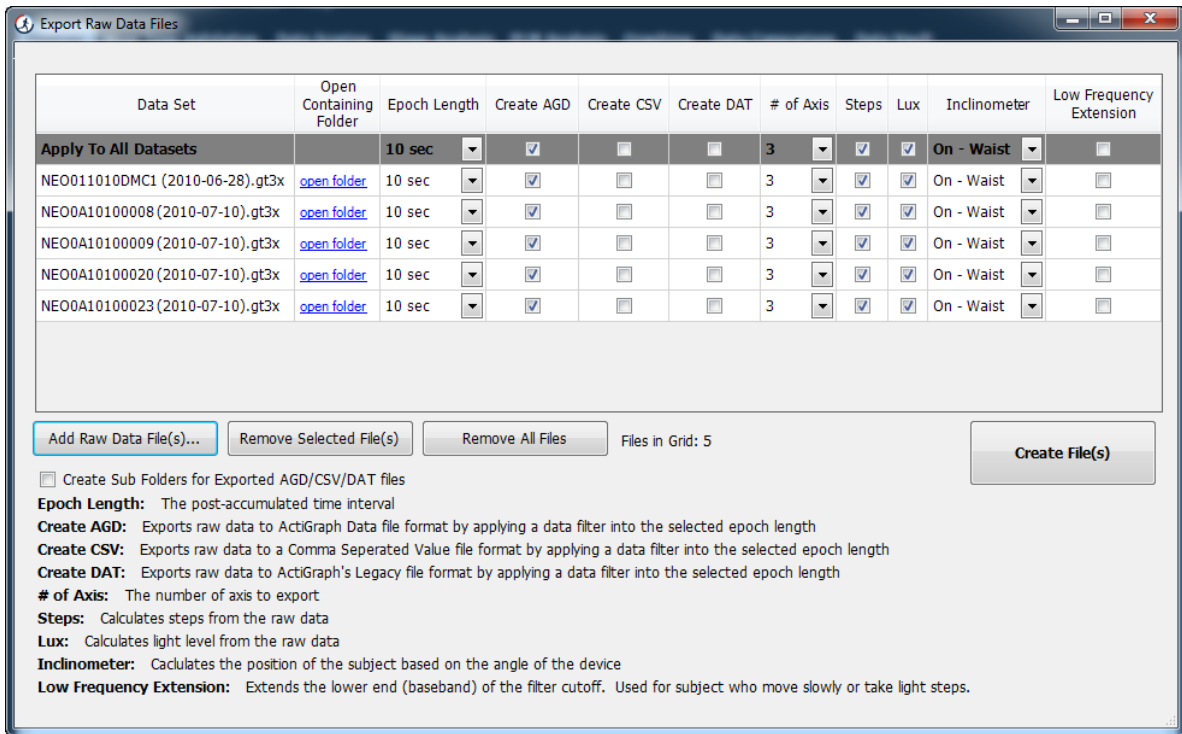 Export Raw Data Files
Data Set Open Containing Folder Epoch Length Create AGD Create CSV Create DAT # of Axis Steps Lux Inclinometer Low Frequency Extension
Apply To All Datasets 10 sec 3 On - Waist
NEO011010DMC1 (2010-06-28).gt3x open folder 10 sec 3 On - Waist
NEO0A10100008 (2010-07-10).gt3x open folder 10 sec 3 On - Waist
NEO0A10100009 (2010-07-10).gt3x open folder 10 sec 3 On - Waist
NEO0A10100020 (2010-07-10).gt3x open folder 10 sec 3 On - Waist
NEO0A10100023 (2010-07-10).gt3x open folder 10 sec 3 On - Waist
Add Raw Data File(s)... Remove Selected File(s) Remove All Files Files in Grid: 5 Create File(s)
Create Sub Folders for Exported AGD/CSV/DAT files
Epoch Length: The post-accumulated time interval
Create AGD: Exports raw data to ActiGraph Data file format by applying a data filter into the selected epoch length
Create CSV: Exports raw data to a Comma Seperated Value file format by applying a data filter into the selected epoch length
Create DAT: Exports raw data to ActiGraph's Legacy file format by applying a data filter into the selected epoch length
# of Axis: The number of axis to export
Steps: Calculates steps from the raw data
Lux: Calculates light level from the raw data
Inclinometer: Caclulates the position of the subject based on the angle of the device
Low Frequency Extension: Extends the lower end (baseband) of the filter cutoff. Used for subject who move slowly or take light steps.